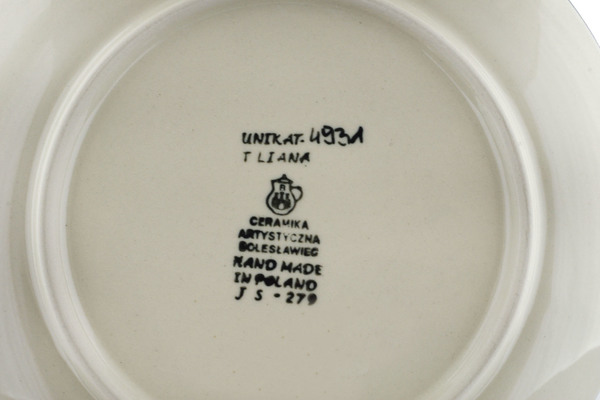 UNIKAT-4931
T LIANA
CERAMIKA
ARTYSTYCZNA
BOLESŁAWIEC
HAND MADE
IN POLAND
J S - 279